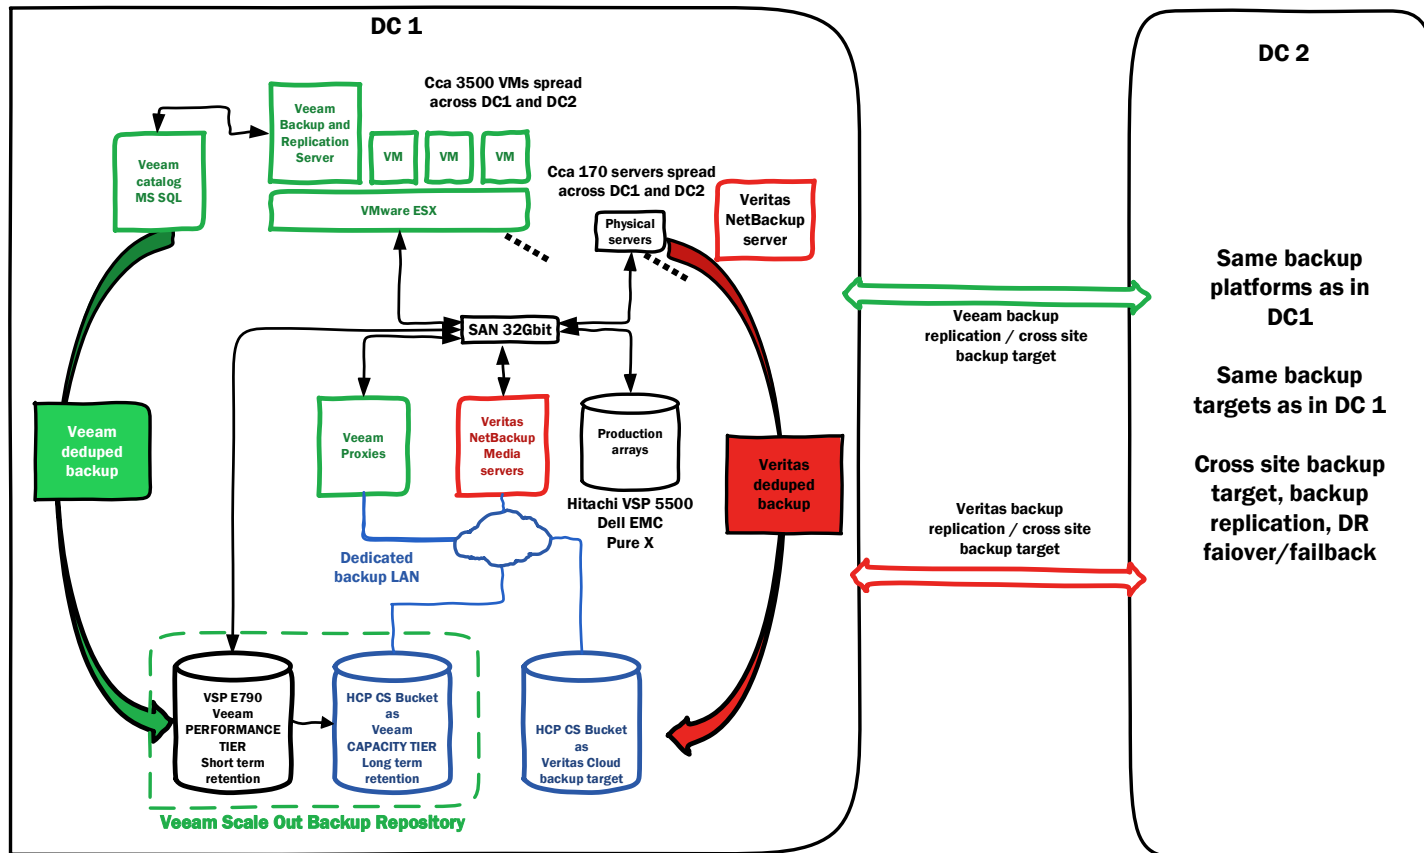 DC 1
DC 2
Cca 3500 VMs spread
across DC1 and DC2
Veeam
Backup and
Replication
Server
VM
VM
VM
Veeam
catalog
MS SQL
VMware ESX
Cca 170 servers spread
across DC1 and DC2
Physical
servers
Veritas
NetBackup
server
SAN 32Gbit
Veeam
deduped
backup
Veeam
Proxies
Veritas
NetBackup
Media
servers
Production
arrays
Hitachi VSP 5500
Dell EMC
Pure X
Veritas
deduped
backup
Dedicated
backup LAN
VSP E790
Veeam
PERFORMANCE
TIER
Short term
retention
HCP CS Bucket
as
Veeam
CAPACITY TIER
Long term
retention
HCP CS Bucket
as
Veritas Cloud
backup target
Veeam Scale Out Backup Repository
Veeam backup
replication / cross site
backup target
Veritas backup
replication / cross site
backup target
Same backup
platforms as in
DC1
Same backup
targets as in DC 1
Cross site backup
target, backup
replication, DR
faiover/failback